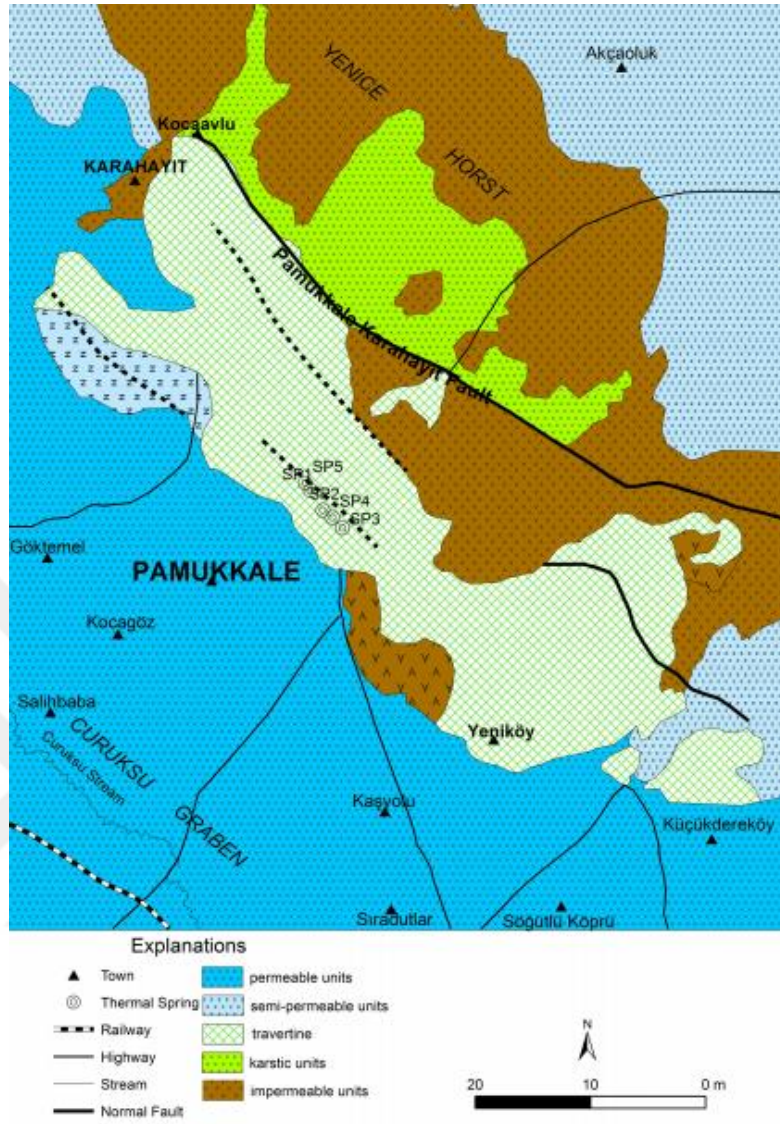 Akçaoluk
YENICE
HORST
Kocaavlu
KARAHAYIT
Pamukkale Karahayıt Fault
SP5
SP1
SP2
SP4
SP3
Göktemel
PAMUKKALE
Kocagöz
Salihbaba
CURUKSU
GRABEN
Curuksu Stream
Yeniköy
Kaşyolu
Küçükdereköy
Sıradutlar
Söğütlü Köprü
Explanations
Town
Thermal Spring
Railway
Highway
Stream
Normal Fault
permeable units
semi-permeable units
travertine
karstic units
impermeable units
N
20 10 0 m